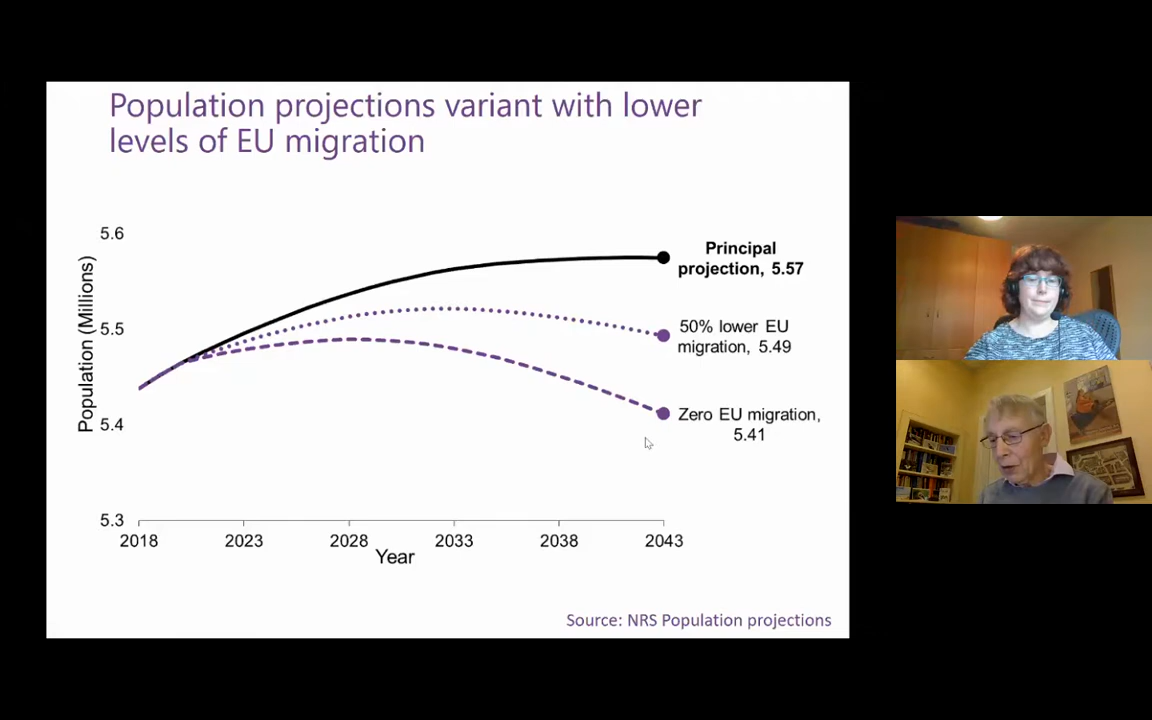 Population projections variant with lower
levels of EU migration
5.6
5.5
5.4
5.3
Population (Millions)
Principal
projection, 5.57
50% lower EU
migration, 5.49
Zero EU migration,
5.41
2018 2023 2028 2033 2038 2043
Year
Source: NRS Population projections